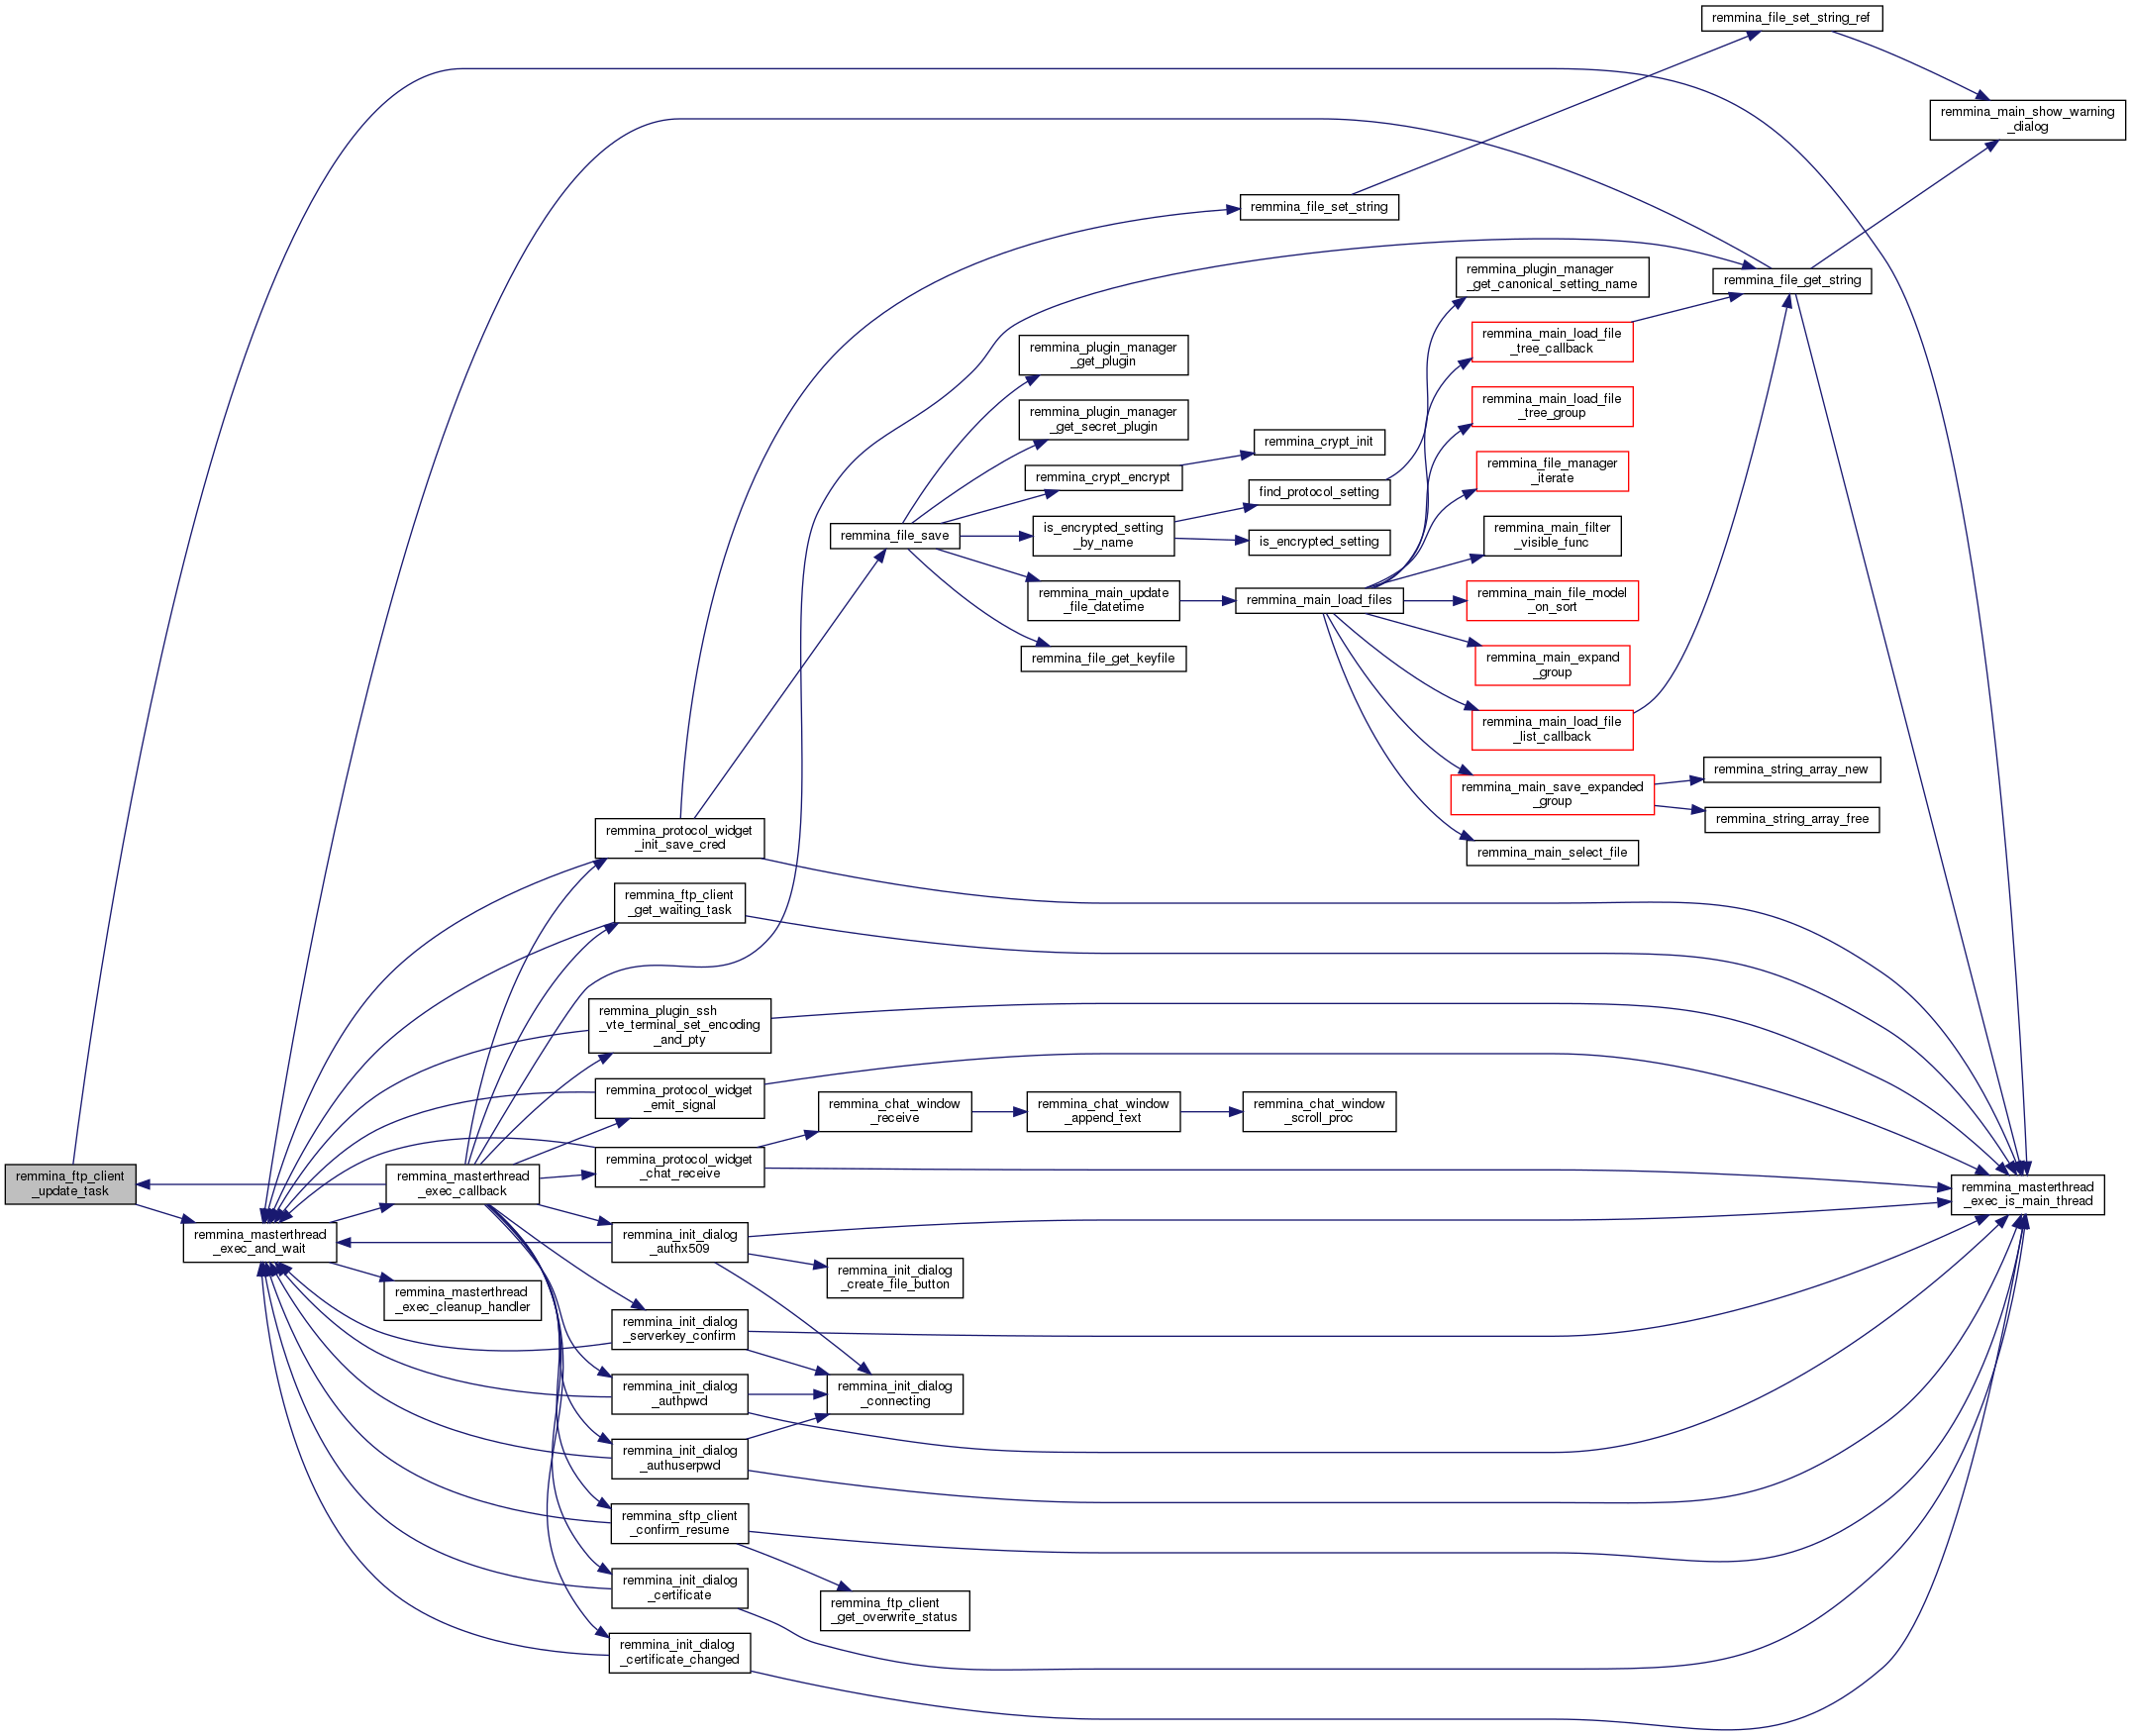 remmina_file_set_string_ref
remmina_main_show_warning
_dialog
remmina_file_set_string
remmina_plugin_manager
_get_canonical_setting_name
remmina_file_get_string
remmina_main_load_file
_tree_callback
remmina_plugin_manager
_get_plugin
remmina_main_load_file
_tree_group
remmina_plugin_manager
_get_secret_plugin
remmina_crypt_init
remmina_file_manager
_iterate
remmina_crypt_encrypt
find_protocol_setting
remmina_main_filter
_visible_func
remmina_file_save
is_encrypted_setting
_by_name
is_encrypted_setting
remmina_main_update
_file_datetime
remmina_main_load_files
remmina_main_file_model
_on_sort
remmina_file_get_keyfile
remmina_main_expand
_group
remmina_main_load_file
_list_callback
remmina_string_array_new
remmina_main_save_expanded
_group
remmina_string_array_free
remmina_main_select_file
remmina_protocol_widget
_init_save_cred
remmina_ftp_client
_get_waiting_task
remmina_plugin_ssh
_vte_terminal_set_encoding
_and_pty
remmina_protocol_widget
_emit_signal
remmina_chat_window
_receive
remmina_chat_window
_append_text
remmina_chat_window
_scroll_proc
remmina_protocol_widget
_chat_receive
remmina_ftp_client
_update_task
remmina_masterthread
_exec_callback
remmina_masterthread
_exec_is_main_thread
remmina_masterthread
_exec_and_wait
remmina_init_dialog
_authx509
remmina_init_dialog
_create_file_button
remmina_masterthread
_exec_cleanup_handler
remmina_init_dialog
_serverkey_confirm
remmina_init_dialog
_authpwd
remmina_init_dialog
_connecting
remmina_init_dialog
_authuserpwd
remmina_sftp_client
_confirm_resume
remmina_init_dialog
_certificate
remmina_ftp_client
_get_overwrite_status
remmina_init_dialog
_certificate_changed